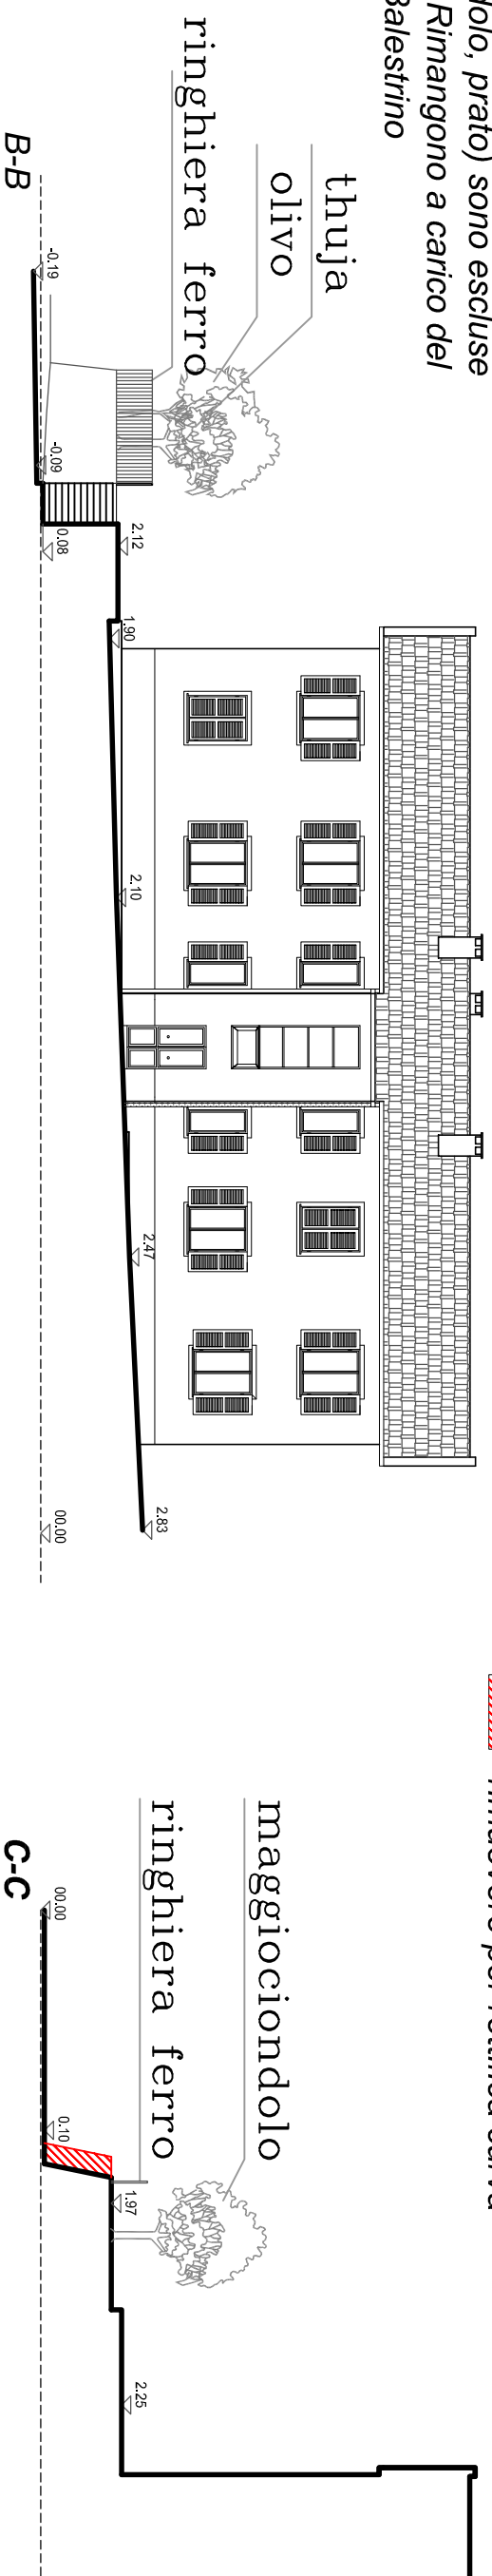 prato) sono escluse
Rimangono a carico del
Balestrino
thuja
olivo
ringhiera ferro
-0.19
-0.09
0.08
2.12
1.90
2.10
2.47
2.83
00.00
B-B
maggiociondolo
ringhiera ferro
00.00
0.10
1.97
2.25
C-C